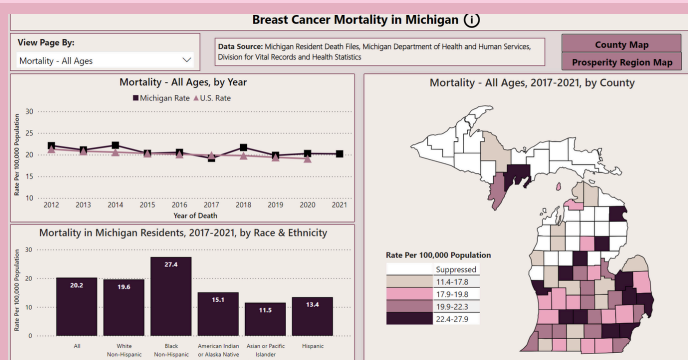 Breast Cancer Mortality in Michigan i
View Page By:
Mortality - All Ages
Data Source: Michigan Resident Death Files, Michigan Department of Health and Human Services,
Division for Vital Records and Health Statistics
County Map
Prosperity Region Map
Mortality - All Ages, by Year
Michigan Rate U.S. Rate
Rate Per 100,000 Population
30
25
20
15
10
2012 2013 2014 2015 2016 2017 2018 2019 2020 2021
Year of Death
Mortality in Michigan Residents, 2017-2021, by Race & Ethnicity
Rate Per 100,000 Population
30
20
10
0
20.2
19.6
27.4
15.1
11.5
13.4
All
White
Non-Hispanic
Black
Non-Hispanic
American Indian
or Alaska Native
Asian or Pacific
Islander
Hispanic
Mortality - All Ages, 2017-2021, by County
Rate Per 100,000 Population
Suppressed
11.4-17.8
17.9-19.8
19.9-22.3
22.4-27.9